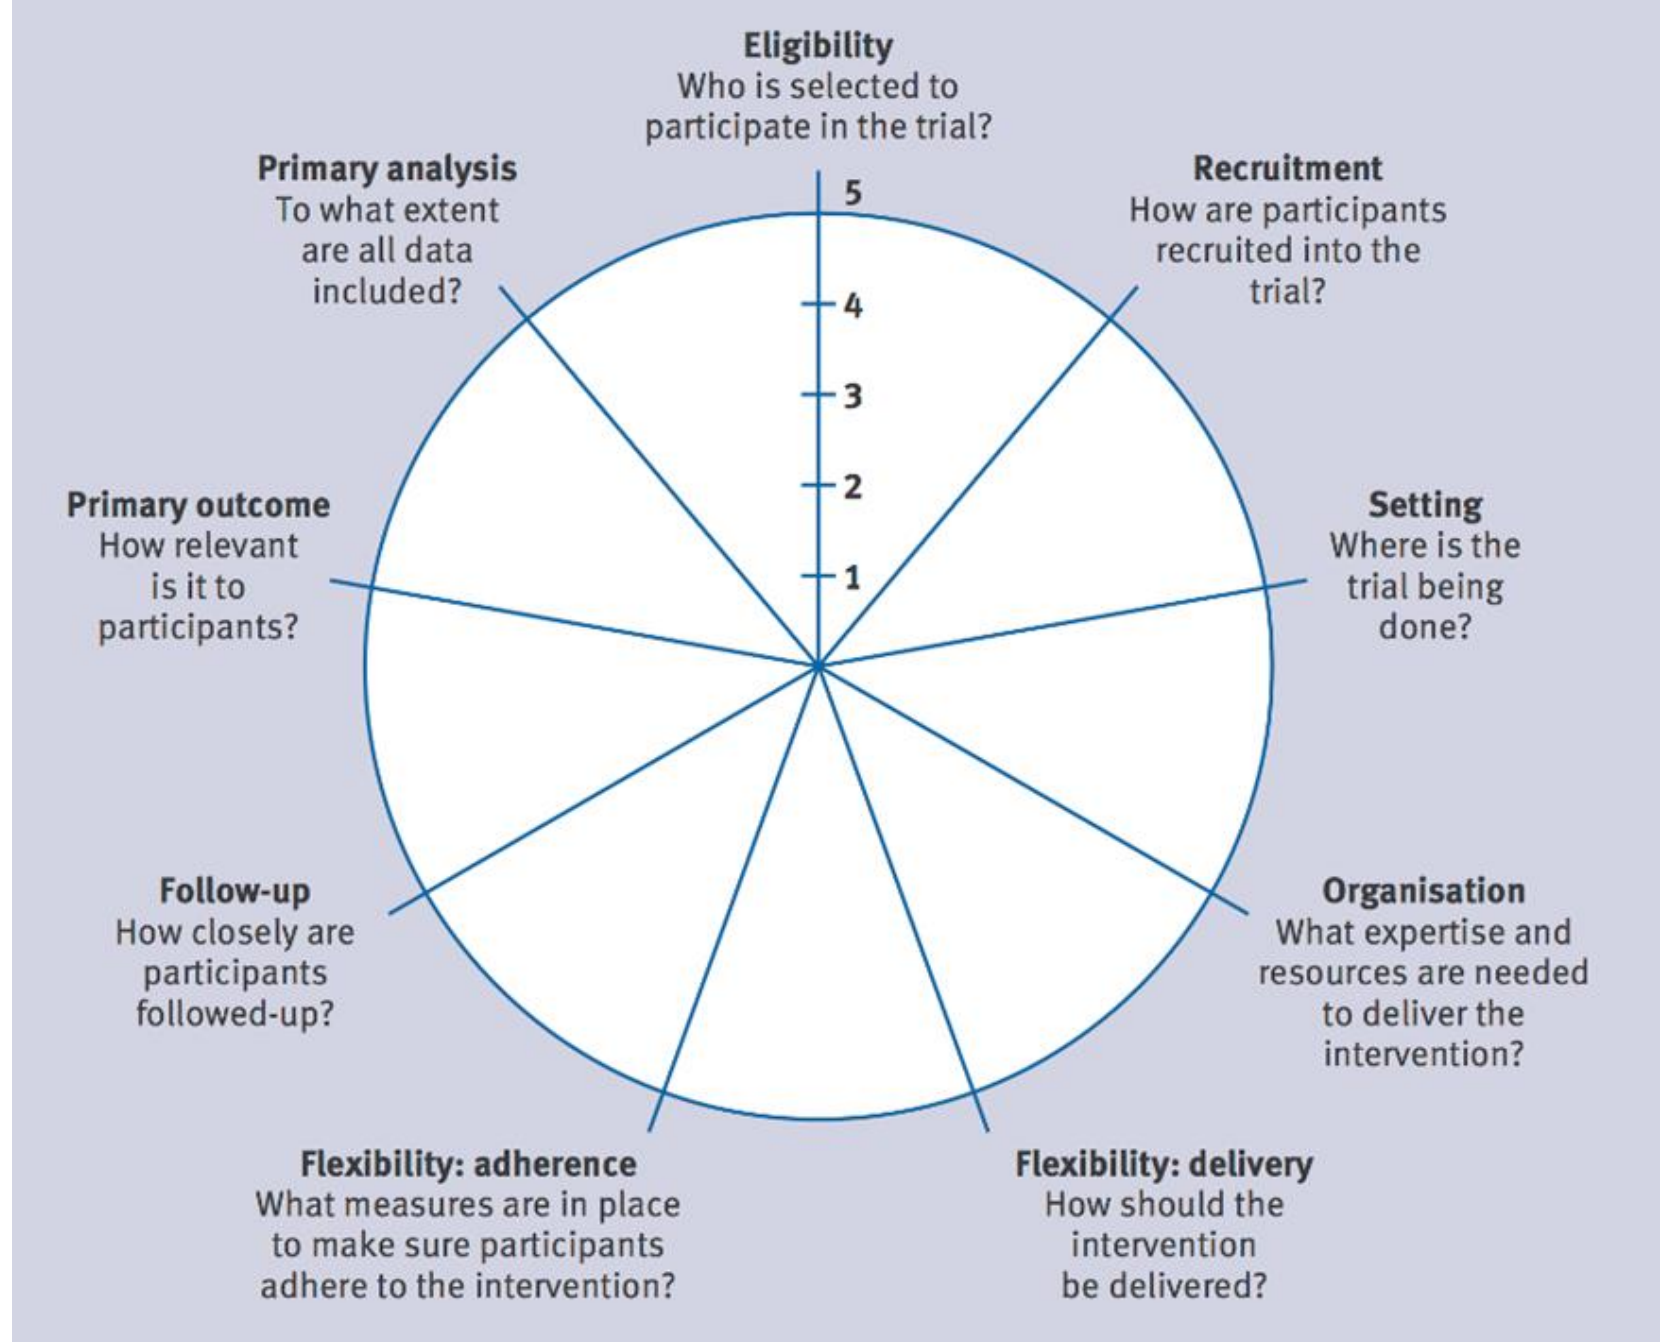 Eligibility
Who is selected to
participate in the trial?
Primary analysis
To what extent
are all data
included?
Recruitment
How are participants
recruited into the
trial?
5
4
3
2
1
Primary outcome
How relevant
is it to
participants?
Setting
Where is the
trial being
done?
Follow-up
How closely are
participants
followed-up?
Organisation
What expertise and
resources are needed
to deliver the
intervention?
Flexibility: adherence
What measures are in place
to make sure participants
adhere to the intervention?
Flexibility: delivery
How should the
intervention
be delivered?